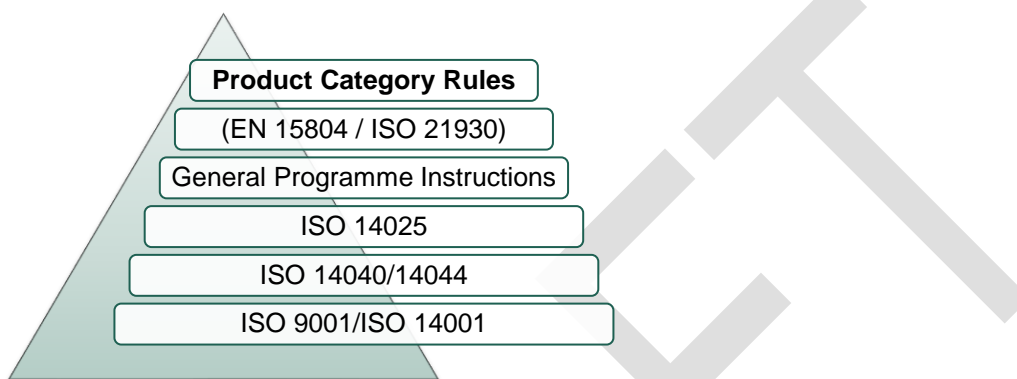 Product Category Rules
(EN 15804 / ISO 21930)
General Programme Instructions
ISO 14025
ISO 14040/14044
ISO 9001/ISO 14001